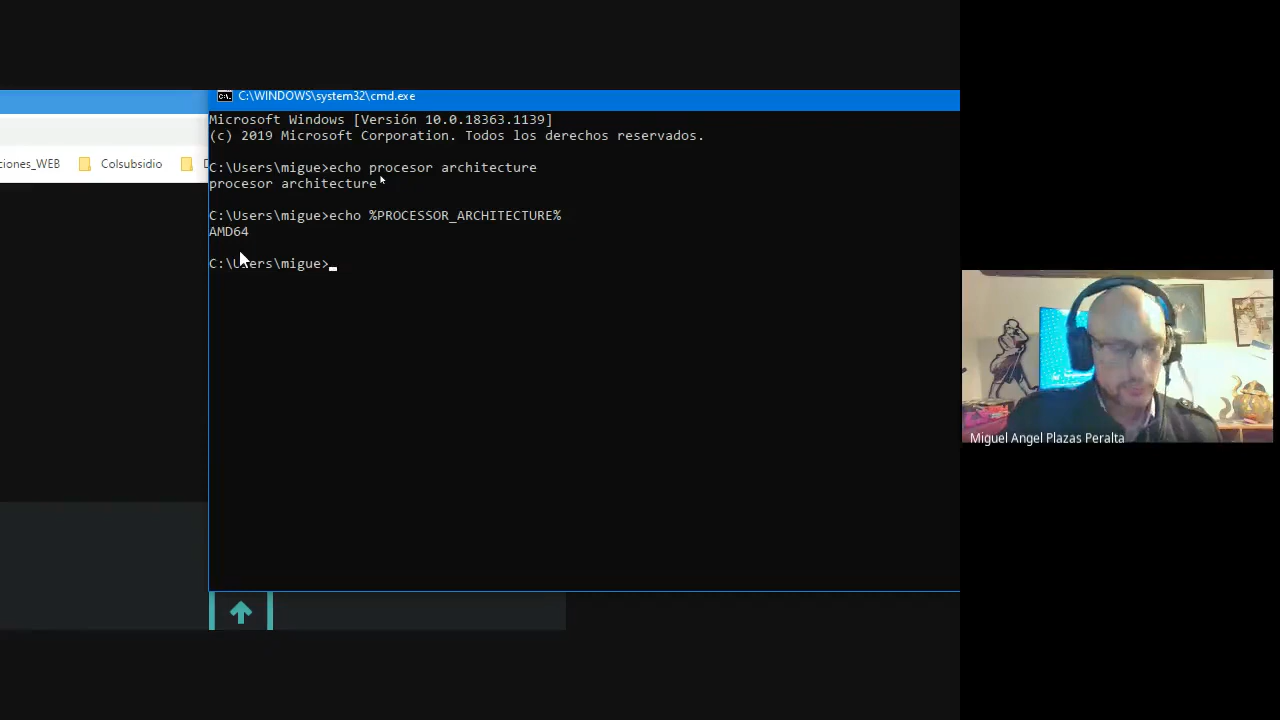 C:\WINDOWS\system32\cmd.exe
Microsoft Windows [Versión 10.0.18363.1139]
(c) 2019 Microsoft Corporation. Todos los derechos reservados.
ciones_WEB Colsubsidio D
C:\Users\migue>echo procesor architecture
procesor architecture
C:\Users\migue>echo %PROCESSOR_ARCHITECTURE%
AMD64
C:\Users\migue>
Miguel Angel Plazas Peralta